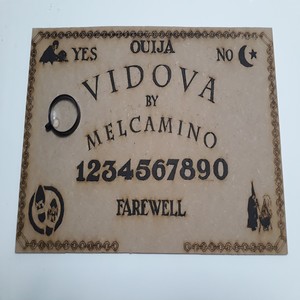 OUIJA
YES NO
VIDOVA
BY
MELCAMINO
1234567890
FAREWELL